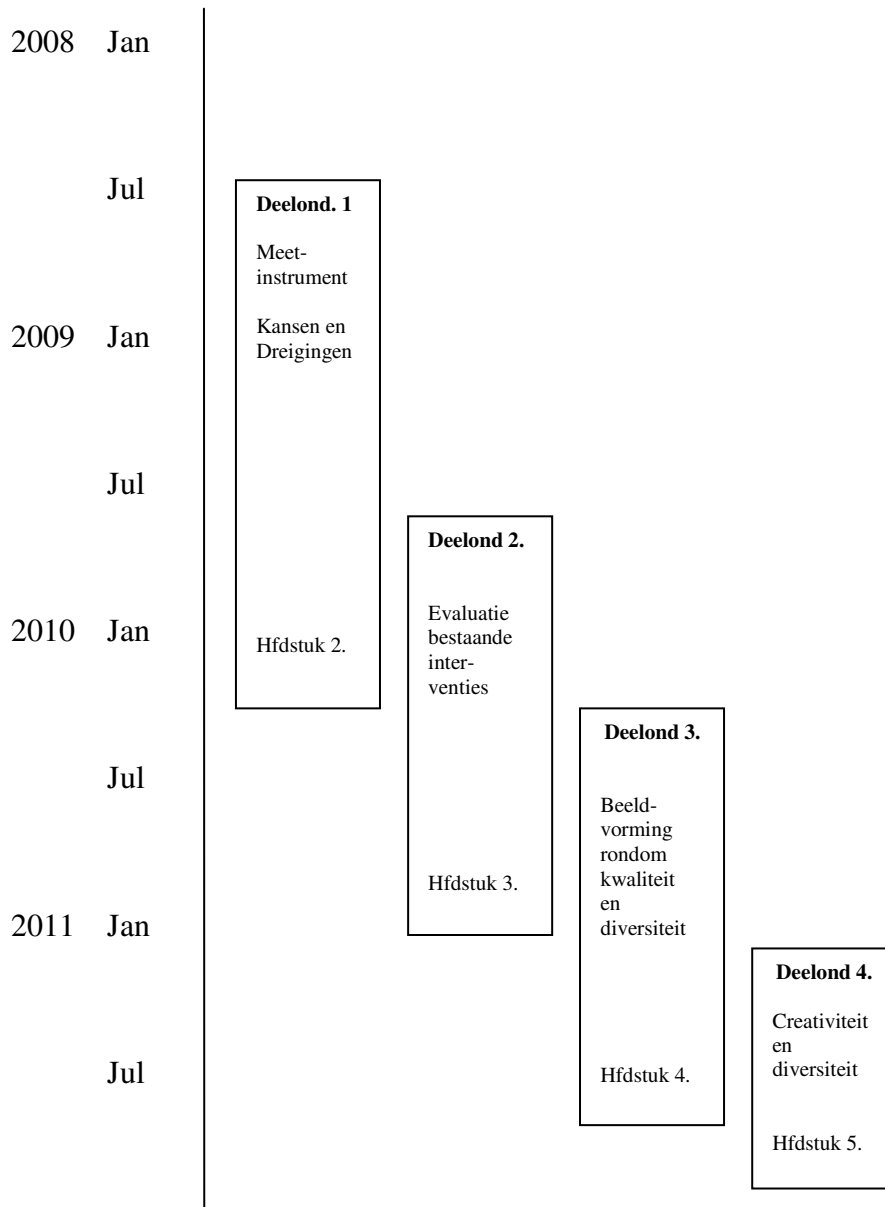 2008 Jan
Jul
2009 Jan
Jul
2010 Jan
Jul
2011 Jan
Jul
Deelond. 1
Meet-
instrument
Kansen en
Dreigingen
Hfdstuk 2.
Deelond 2.
Evaluatie
bestaande
inter-
venties
Hfdstuk 3.
Deelond 3.
Beeld-
vorming
rondom
kwaliteit
en
diversiteit
Hfdstuk 4.
Deelond 4.
Creativiteit
en
diversiteit
Hfdstuk 5.